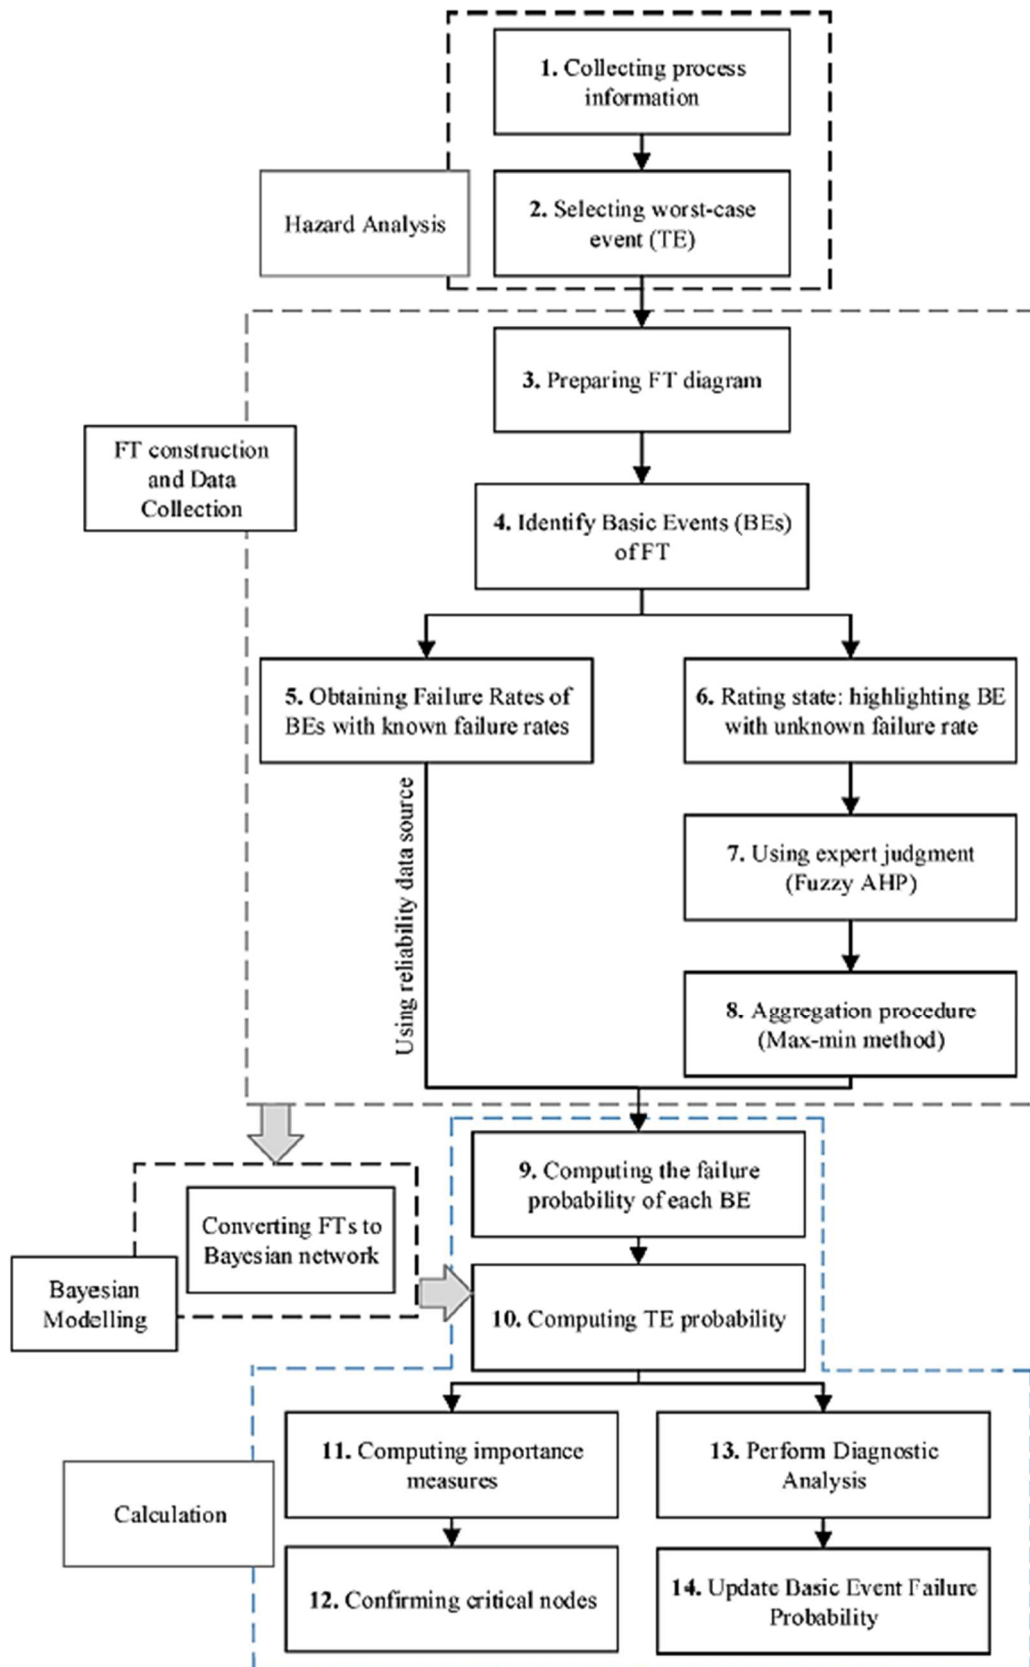 1. Collecting process
information
Hazard Analysis
2. Selecting worst-case
event (TE)
3. Preparing FT diagram
FT construction
and Data
Collection
4. Identify Basic Events (BEs)
of FT
5. Obtaining Failure Rates of
BEs with known failure rates
6. Rating state: highlighting BE
with unknown failure rate
Using reliability data source
7. Using expert judgment
(Fuzzy AHP)
8. Aggregation procedure
(Max-min method)
9. Computing the failure
probability of each BE
Converting FTs to
Bayesian network
Bayesian
Modelling
10. Computing TE probability
11. Computing importance
measures
13. Perform Diagnostic
Analysis
Calculation
12. Confirming critical nodes
14. Update Basic Event Failure
Probability